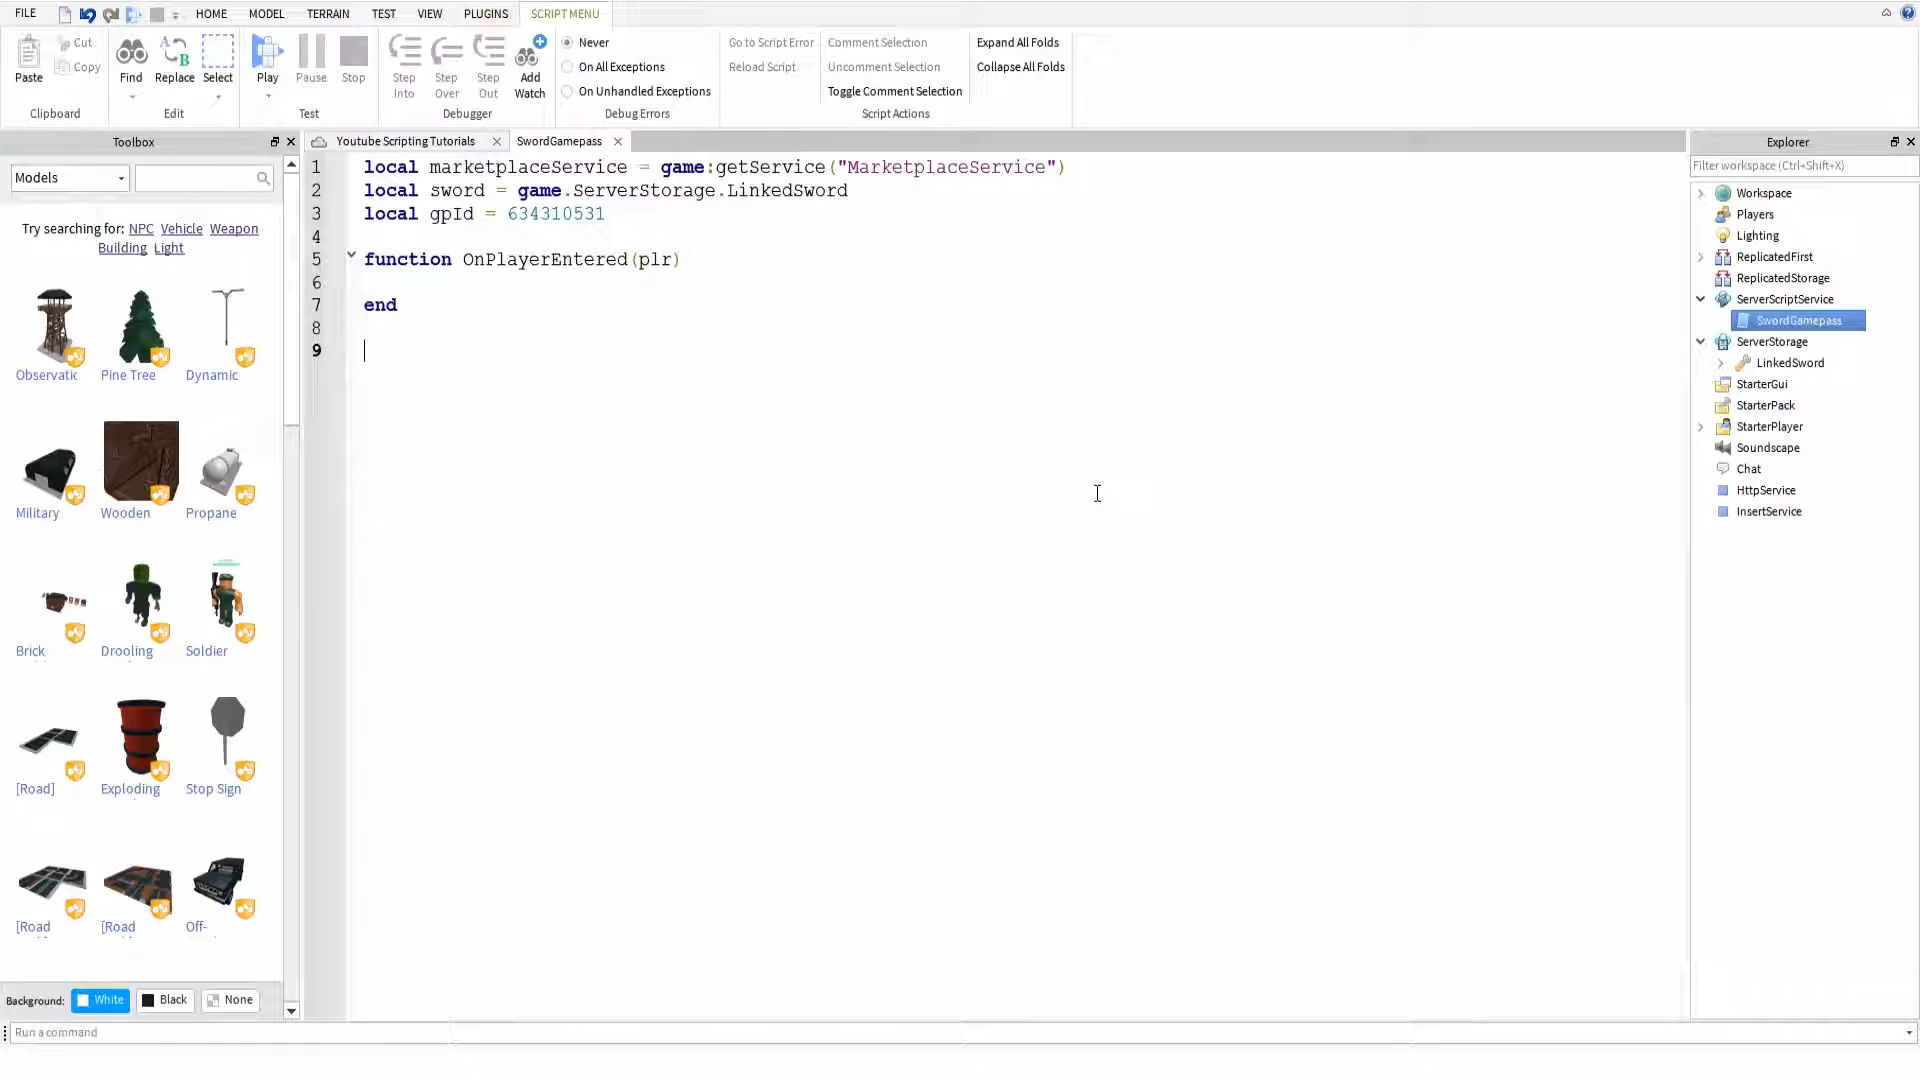 FILE HOME MODEL TERRAIN TEST VIEW PLUGINS SCRIPT MENU
Paste Cut Copy
Clipboard
Find Replace Select
Edit
Play Pause Stop
Test
Step Into Step Over Step Out Add Watch
Debugger
Never
On All Exceptions
On Unhandled Exceptions
Debug Errors
Go to Script Error
Reload Script
Comment Selection
Uncomment Selection
Toggle Comment Selection
Script Actions
Expand All Folds
Collapse All Folds
Toolbox
Models
Try searching for: NPC Vehicle Weapon
Building Light
Observatic Pine Tree Dynamic
Military Wooden Propane
Brick Drooling Soldier
[Road] Exploding Stop Sign
[Road [Road Off-
Background: White Black None
Youtube Scripting Tutorials SwordGamepass
1 local marketplaceService = game:getService("MarketplaceService")
2 local sword = game.ServerStorage.LinkedSword
3 local gpId = 634310531
4
5 function OnPlayerEntered(plr)
6
7 end
8
9
Explorer
Filter workspace (Ctrl+Shift+X)
Workspace
Players
Lighting
ReplicatedFirst
ReplicatedStorage
ServerScriptService
SwordGamepass
ServerStorage
LinkedSword
StarterGui
StarterPack
StarterPlayer
Soundscape
Chat
HttpService
InsertService
Run a command